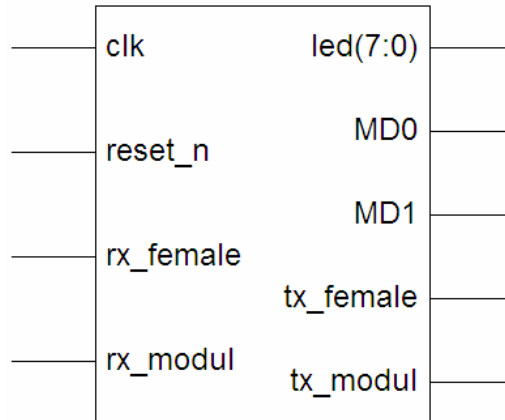 clk
led(7:0)
MD0
reset_n
MD1
rx_female
tx_female
rx_modul
tx_modul